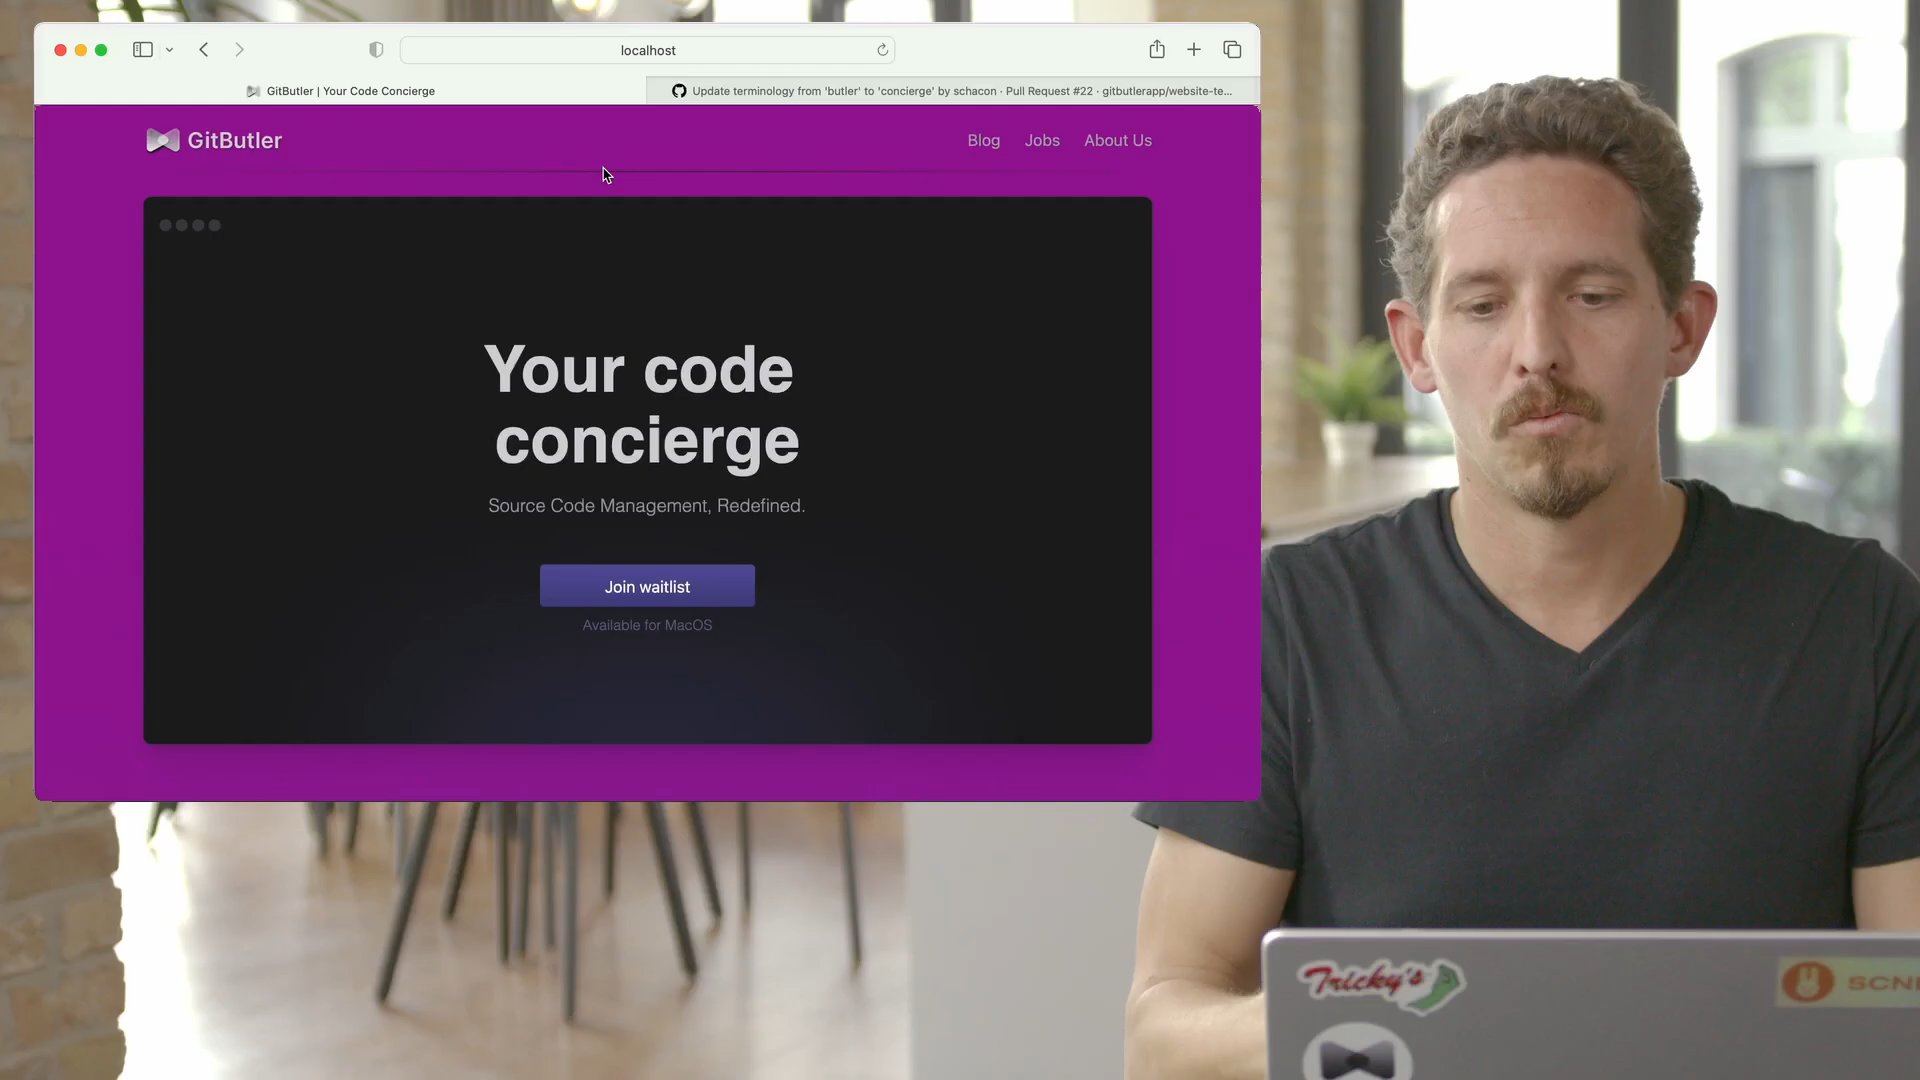 localhost
GitButler | Your Code Concierge
Update terminology from 'butler' to 'concierge' by schacon · Pull Request #22 · gitbutlerapp/website-te...
GitButler
Blog
Jobs
About Us
Your code
concierge
Source Code Management, Redefined.
Join waitlist
Available for MacOS
Tricky's